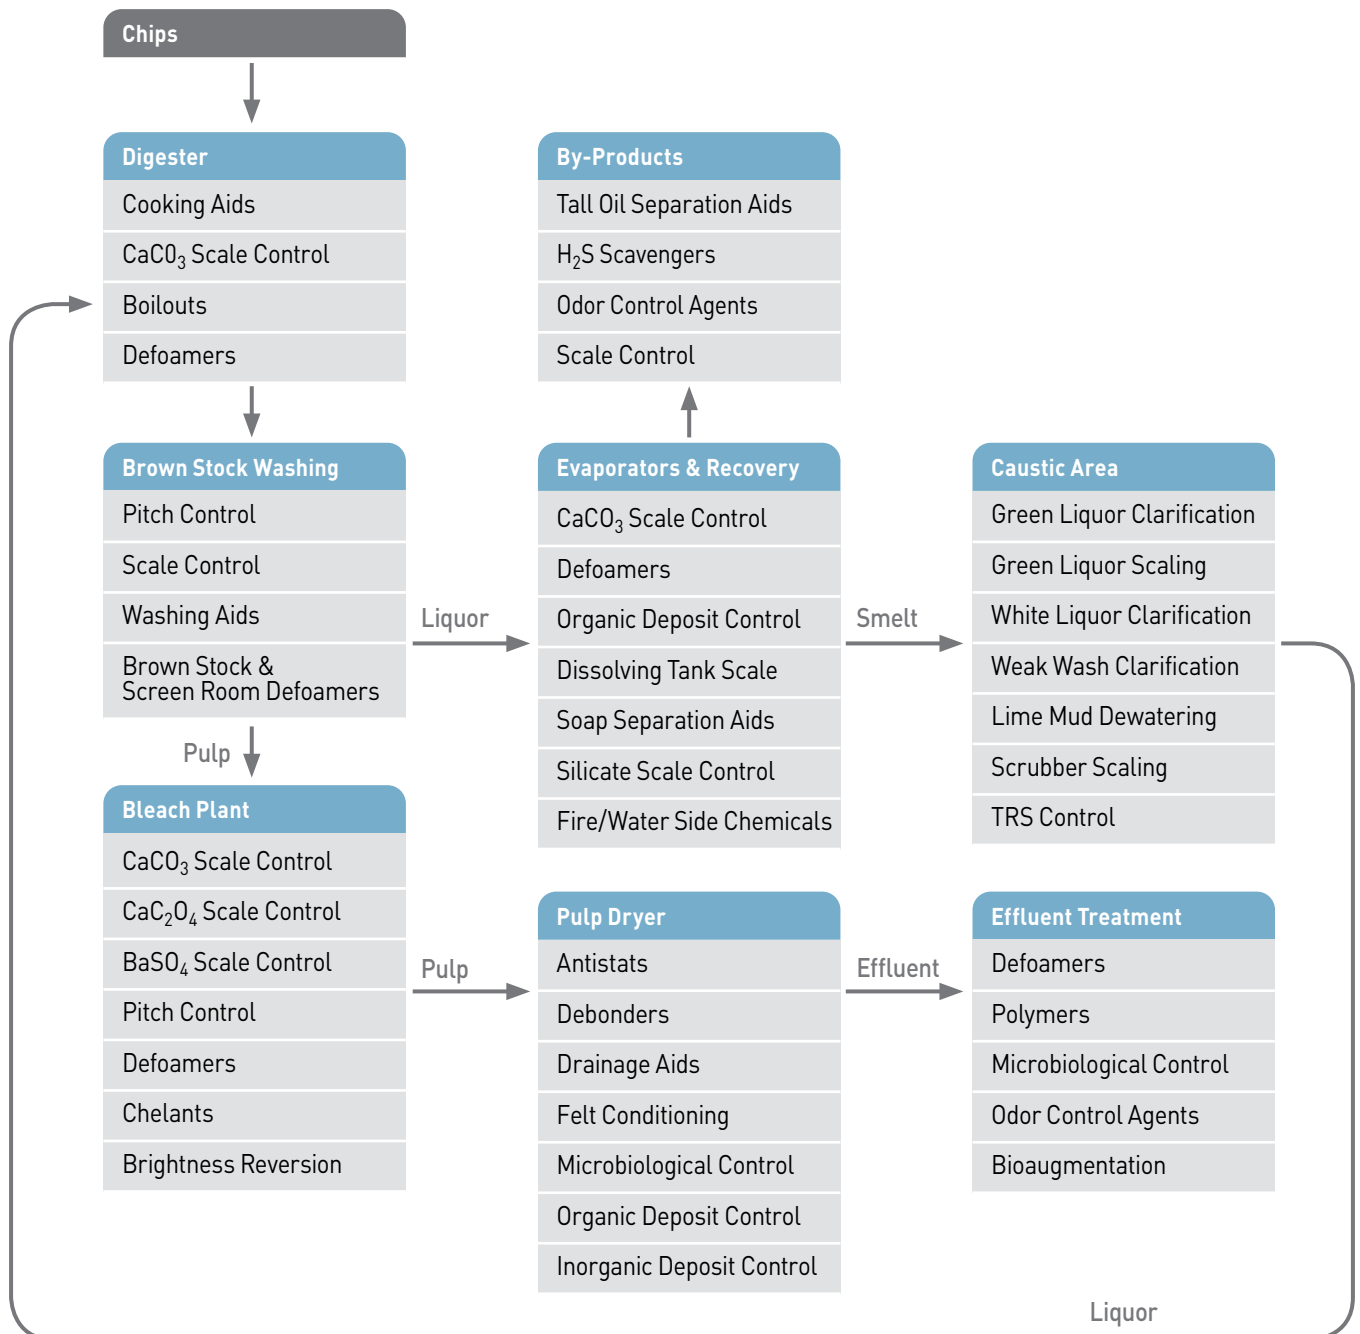 Chips
Digester
Cooking Aids
CaC0₃ Scale Control
Boilouts
Defoamers
By-Products
Tall Oil Separation Aids
H₂S Scavengers
Odor Control Agents
Scale Control
Brown Stock Washing
Pitch Control
Scale Control
Washing Aids
Brown Stock &
Screen Room Defoamers
Liquor
Evaporators & Recovery
CaCO₃ Scale Control
Defoamers
Organic Deposit Control
Dissolving Tank Scale
Soap Separation Aids
Silicate Scale Control
Fire/Water Side Chemicals
Smelt
Caustic Area
Green Liquor Clarification
Green Liquor Scaling
White Liquor Clarification
Weak Wash Clarification
Lime Mud Dewatering
Scrubber Scaling
TRS Control
Pulp
Bleach Plant
CaCO₃ Scale Control
CaC₂O₄ Scale Control
BaSO₄ Scale Control
Pitch Control
Defoamers
Chelants
Brightness Reversion
Pulp
Pulp Dryer
Antistats
Debonders
Drainage Aids
Felt Conditioning
Microbiological Control
Organic Deposit Control
Inorganic Deposit Control
Effluent
Effluent Treatment
Defoamers
Polymers
Microbiological Control
Odor Control Agents
Bioaugmentation
Liquor